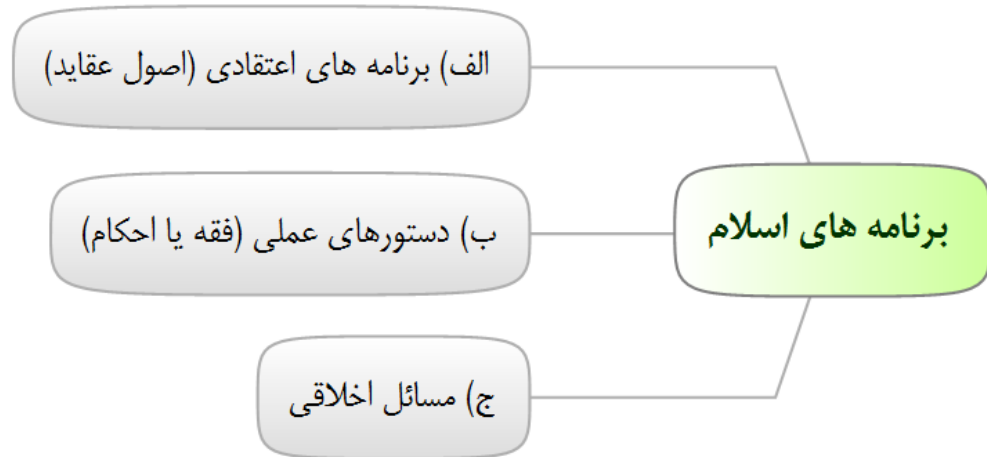 برنامه های اسلام
الف) برنامه های اعتقادی (اصول عقاید)
ب) دستورهای عملی (فقه یا احکام)
ج) مسائل اخلاقی